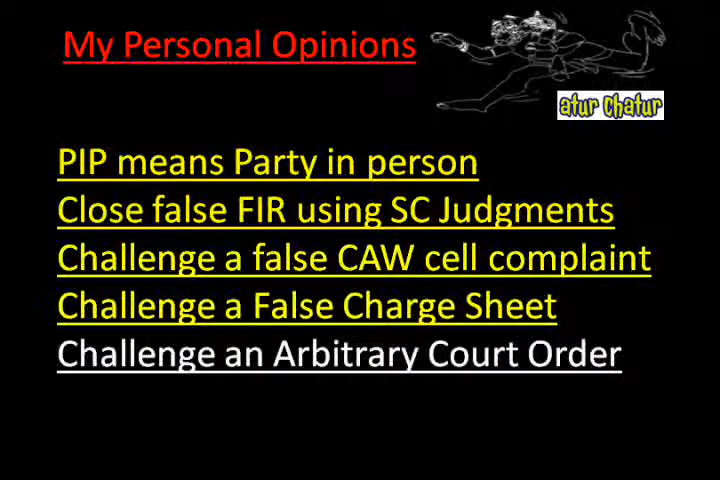 My Personal Opinions
atur chatur
PIP means Party in person
Close false FIR using SC Judgments
Challenge a false CAW cell complaint
Challenge a False Charge Sheet
Challenge an Arbitrary Court Order